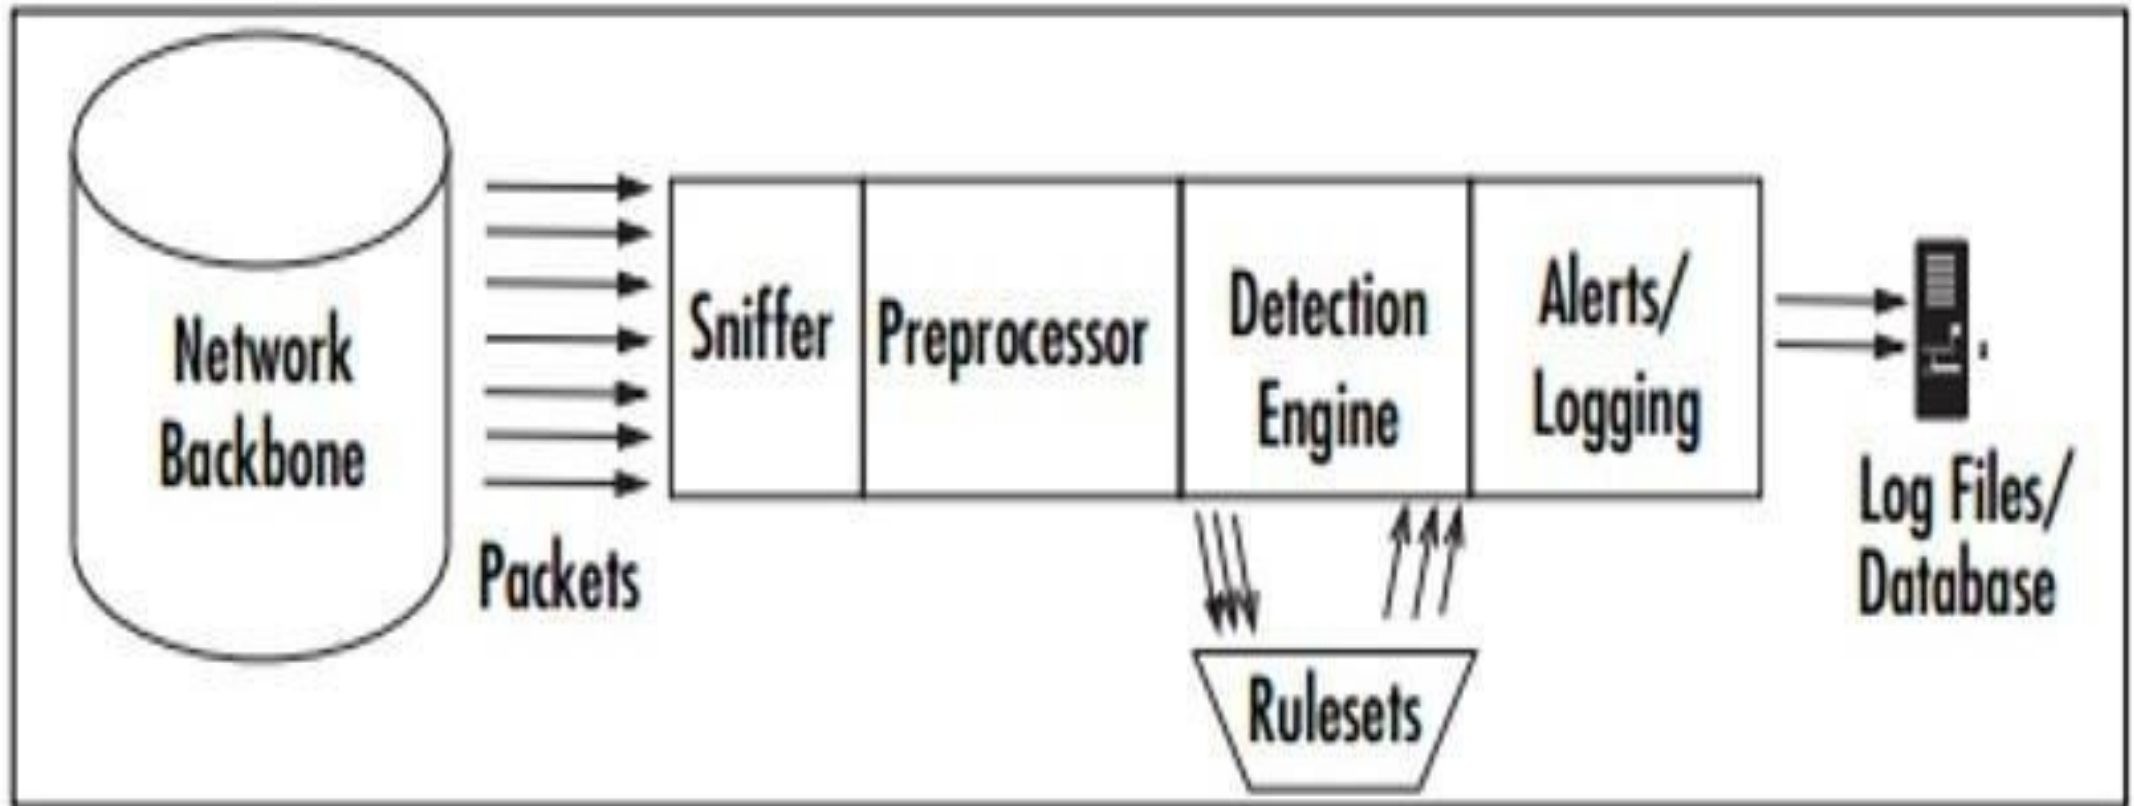 Network
Backbone
Packets
Sniffer
Preprocessor
Detection
Engine
Alerts/
Logging
Rulesets
Log Files/
Database